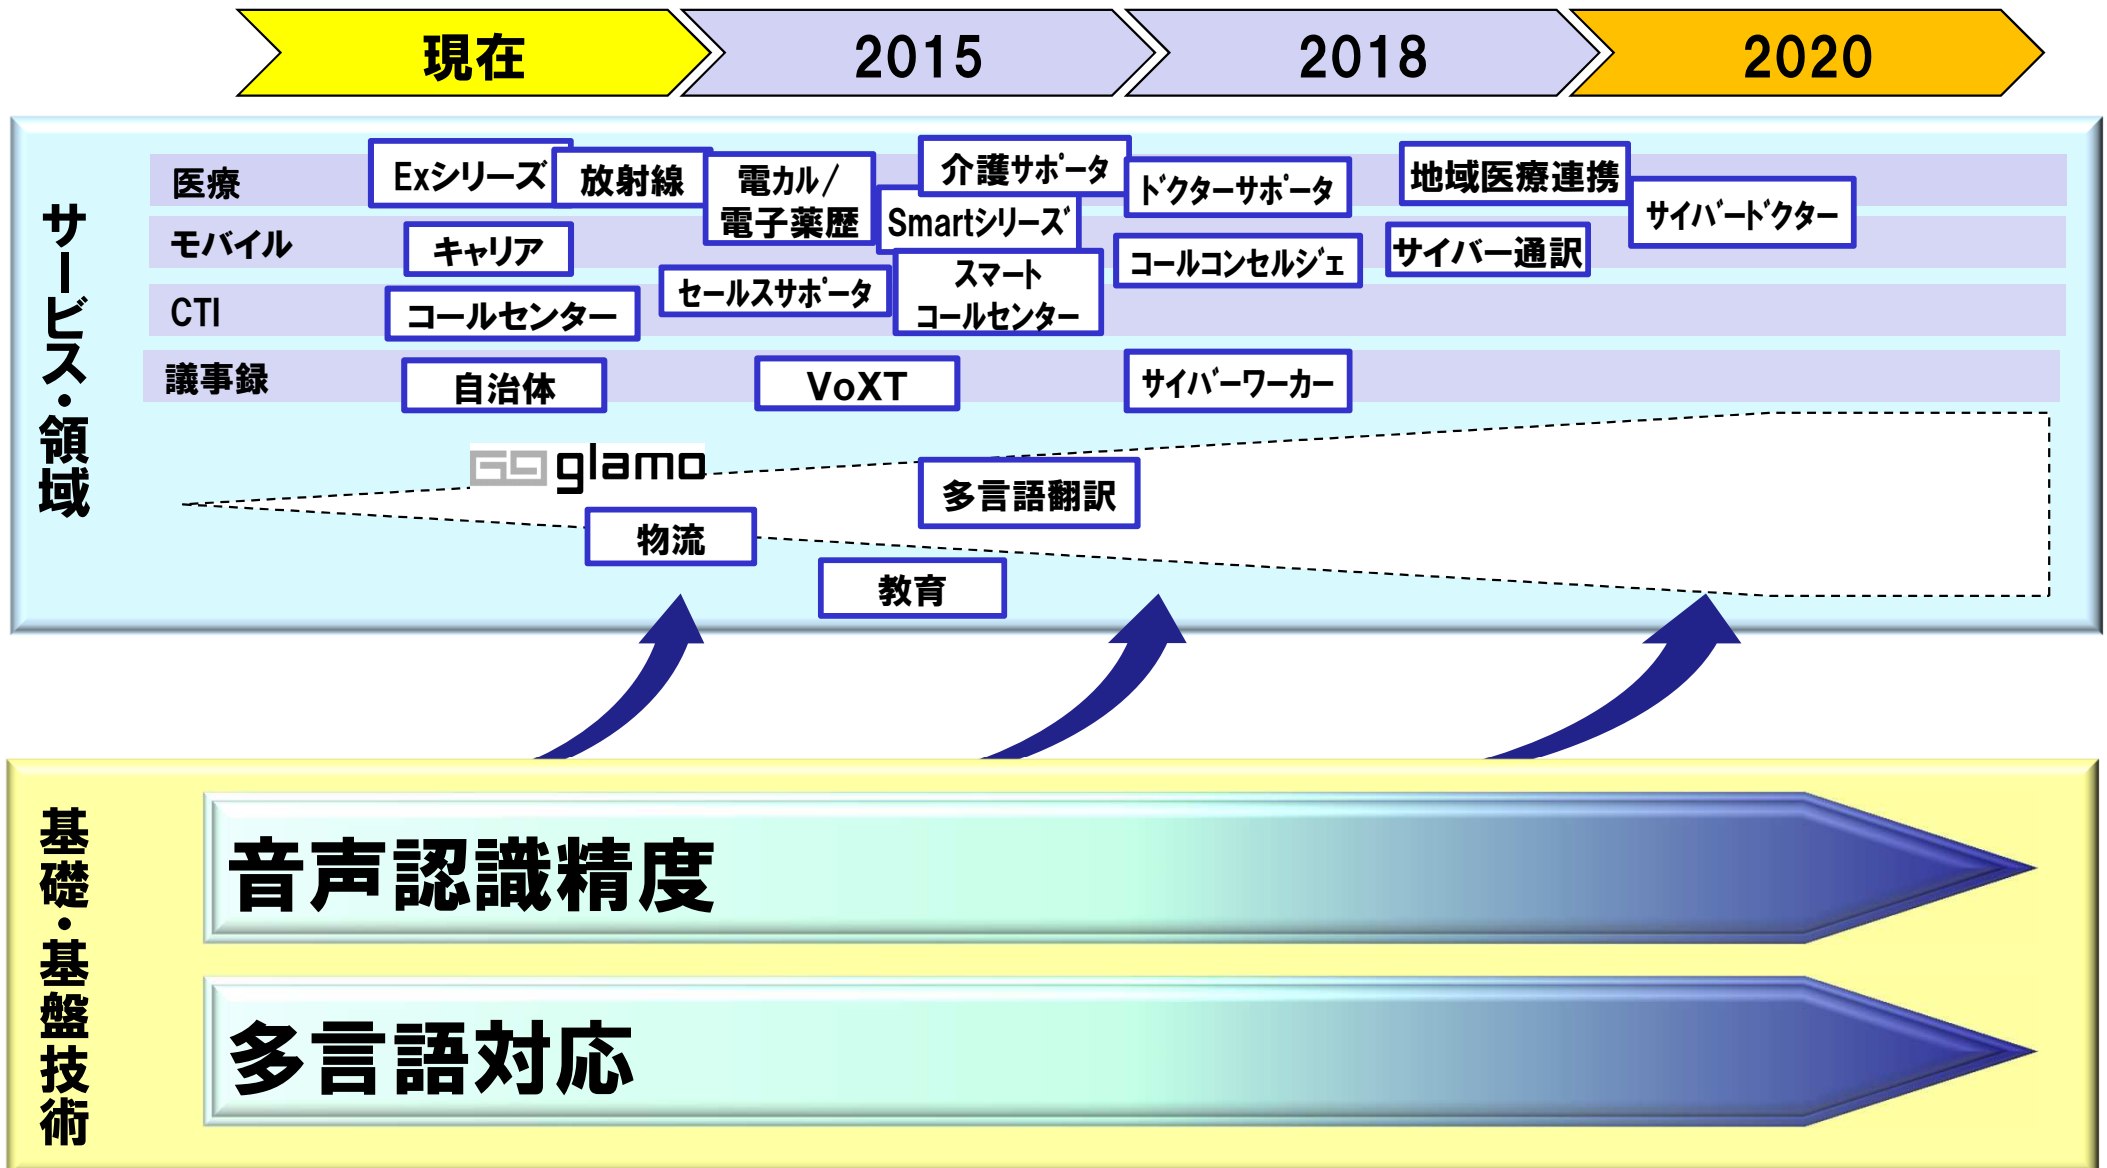 現在
2015
2018
2020
サービス・領域
医療
Exシリーズ
放射線
電カル/
電子薬歴
介護サポータ
Smartシリーズ
ドクターサポータ
地域医療連携
サイバードクター
モバイル
キャリア
セールスサポータ
スマート
コールセンター
コールコンセルジェ
サイバー通訳
CTI
コールセンター
議事録
自治体
VoXT
サイバーワーカー
glamo
多言語翻訳
物流
教育
基礎・基盤技術
音声認識精度
多言語対応